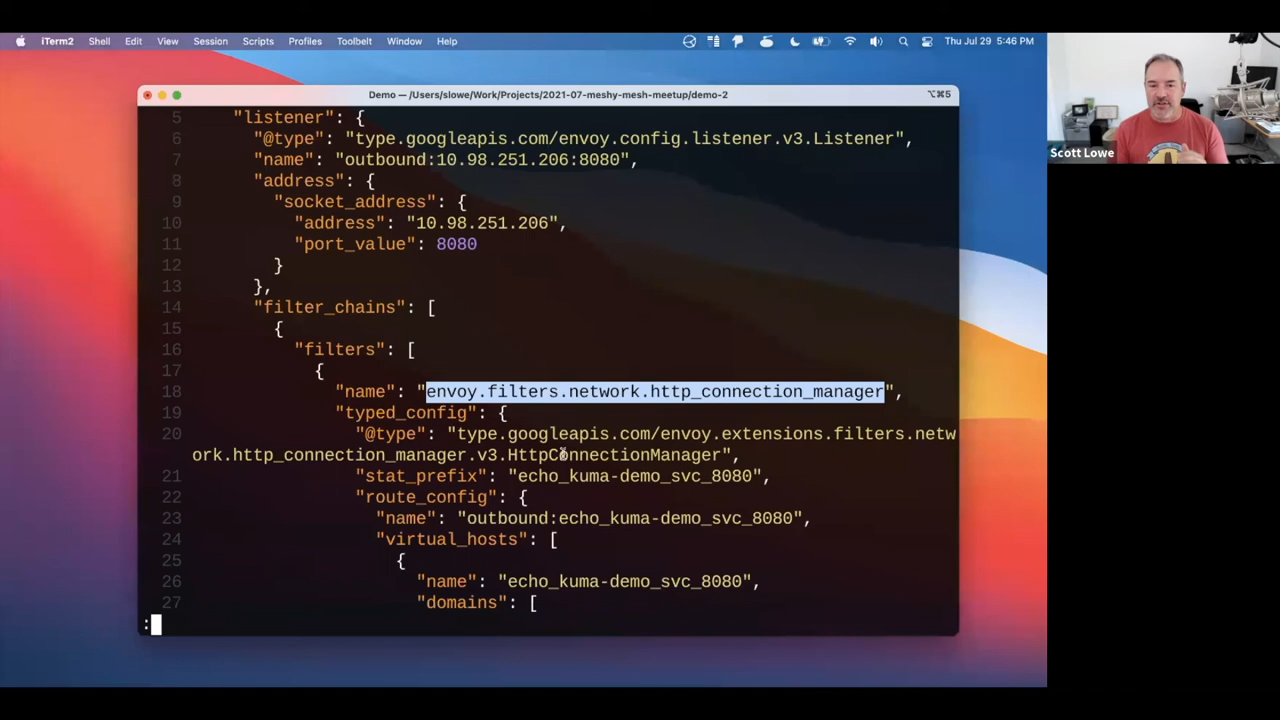 iTerm2 Shell Edit View Session Scripts Profiles Toolbelt Window Help Thu Jul 29 5:46 PM
Demo — /Users/slowe/Work/Projects/2021-07-meshy-mesh-meetup/demo-2 ⌥⌘5
5 "listener": {
6 "@type": "type.googleapis.com/envoy.config.listener.v3.Listener",
7 "name": "outbound:10.98.251.206:8080",
8 "address": {
9 "socket_address": {
10 "address": "10.98.251.206",
11 "port_value": 8080
12 }
13 },
14 "filter_chains": [
15 {
16 "filters": [
17 {
18 "name": "envoy.filters.network.http_connection_manager",
19 "typed_config": {
20 "@type": "type.googleapis.com/envoy.extensions.filters.netw
ork.http_connection_manager.v3.HttpConnectionManager",
21 "stat_prefix": "echo_kuma-demo_svc_8080",
22 "route_config": {
23 "name": "outbound:echo_kuma-demo_svc_8080",
24 "virtual_hosts": [
25 {
26 "name": "echo_kuma-demo_svc_8080",
27 "domains": [
:
Scott Lowe